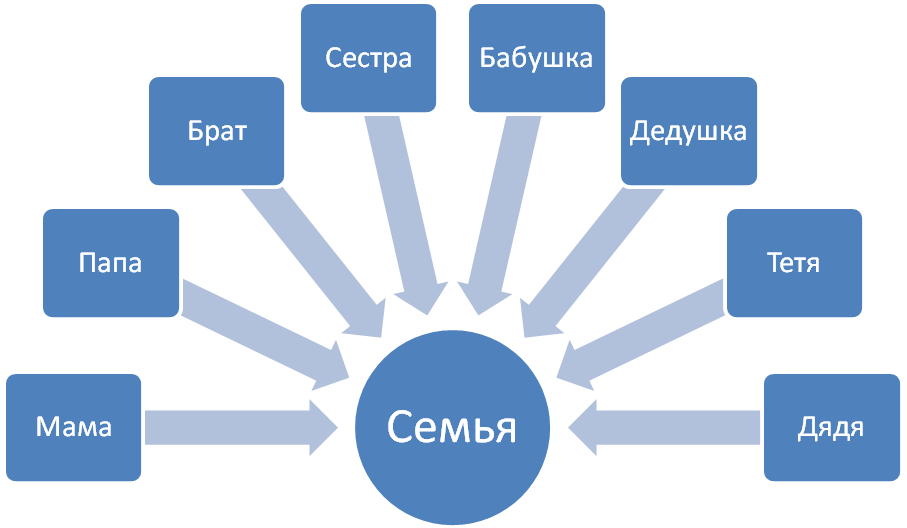 Сестра
Бабушка
Брат
Дедушка
Папа
Тетя
Мама
Семья
Дядя